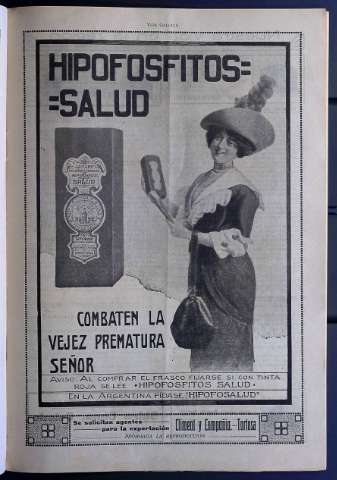 HIPOFOSFITOS=
=SALUD
SALUD
COMBATEN LA
VEJEZ PREMATURA
SEÑOR
AVISO: AL COMPRAR EL FRASCO FIJARSE SI CON TINTA
ROJA SE LEE •HIPOFOSFITOS SALUD•
EN LA ARGENTINA PÍDASE "HIPOFOSALUD"
Se solicitan agentes
para la exportación
Climent y Compañía.—Tortosa
PROHIBIDA LA REPRODUCCIÓN